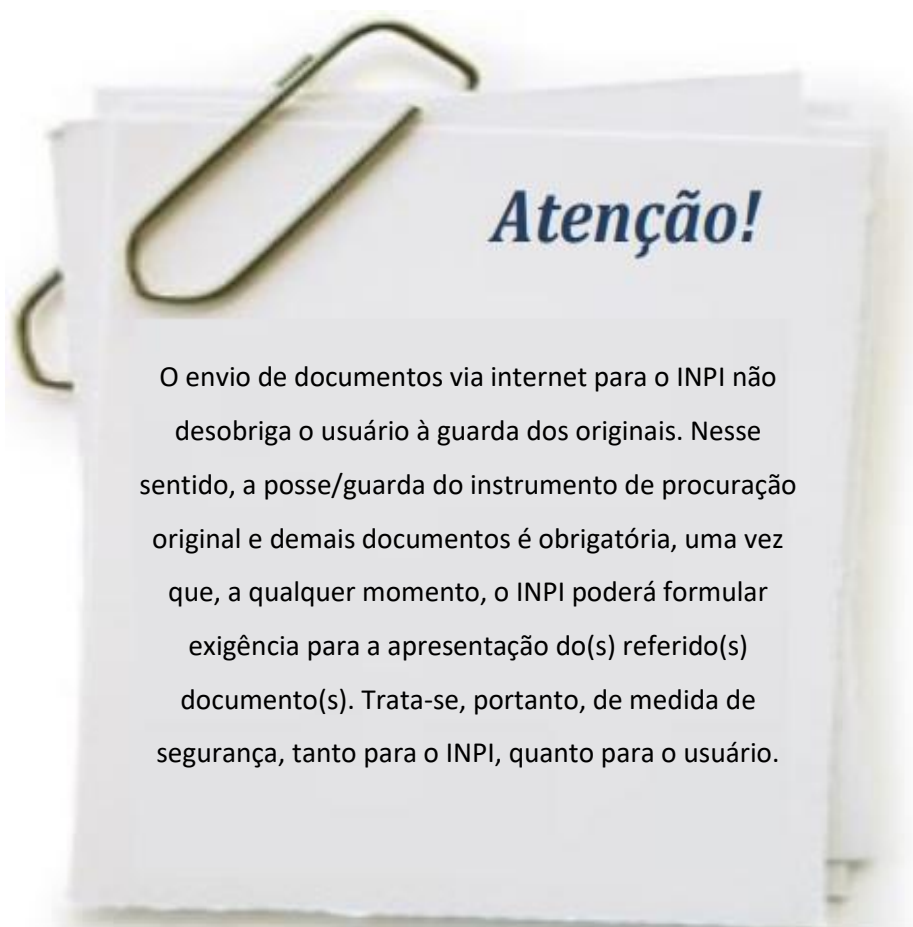 Atenção!
O envio de documentos via internet para o INPI não
desobriga o usuário à guarda dos originais. Nesse
sentido, a posse/guarda do instrumento de procuração
original e demais documentos é obrigatória, uma vez
que, a qualquer momento, o INPI poderá formular
exigência para a apresentação do(s) referido(s)
documento(s). Trata-se, portanto, de medida de
segurança, tanto para o INPI, quanto para o usuário.